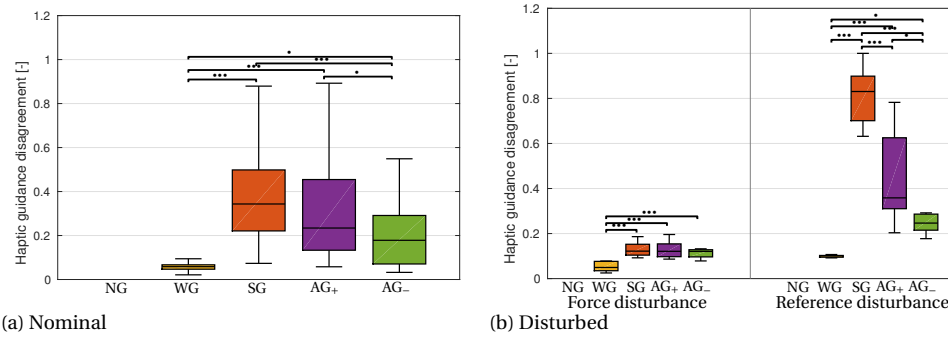 Haptic guidance disagreement [-]
1.2
1
0.8
0.6
0.4
0.2
0
NG WG SG AG+ AG−
(a) Nominal
Haptic guidance disagreement [-]
1.2
1
0.8
0.6
0.4
0.2
0
NG WG SG AG+ AG− NG WG SG AG+ AG−
Force disturbance Reference disturbance
(b) Disturbed